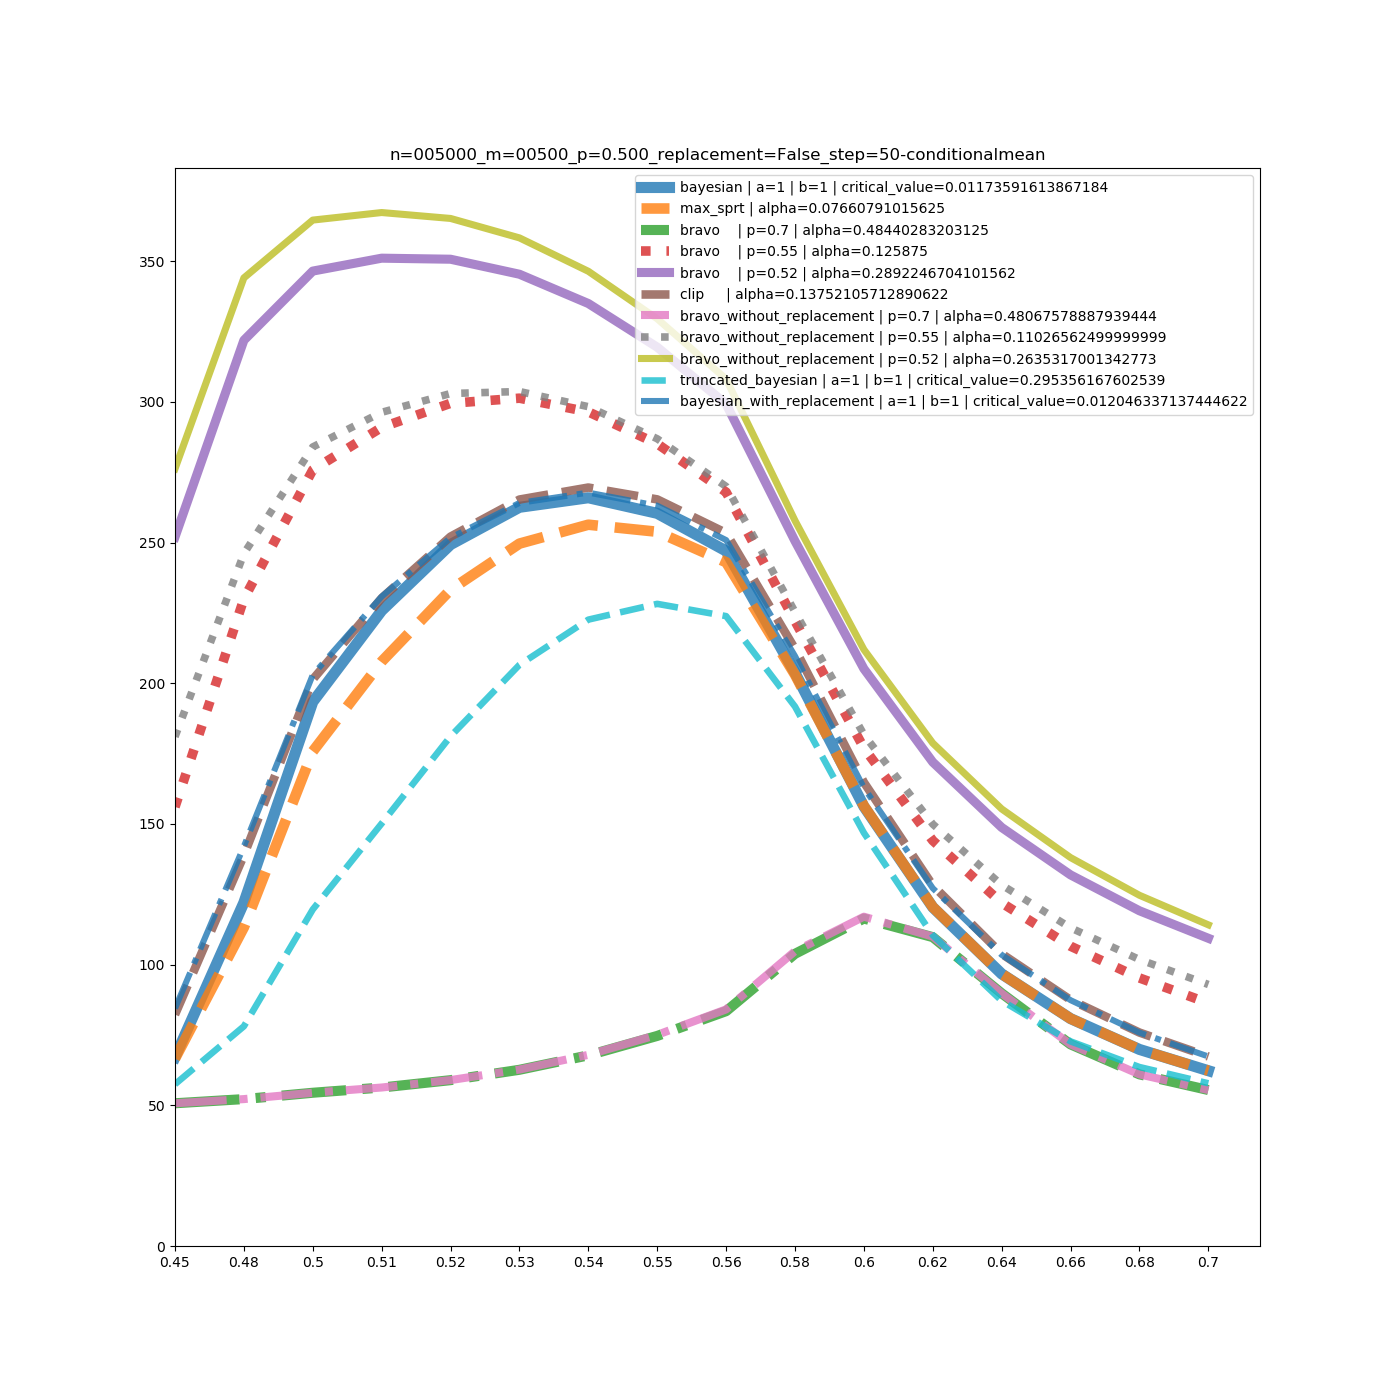 n=005000_m=00500_p=0.500_replacement=False_step=50-conditionalmean
bayesian | a=1 | b=1 | critical_value=0.01173591613867184
max_sprt | alpha=0.07660791015625
bravo    | p=0.7 | alpha=0.48440283203125
bravo    | p=0.55 | alpha=0.125875
bravo    | p=0.52 | alpha=0.2892246704101562
clip     | alpha=0.13752105712890622
bravo_without_replacement | p=0.7 | alpha=0.48067578887939444
bravo_without_replacement | p=0.55 | alpha=0.11026562499999999
bravo_without_replacement | p=0.52 | alpha=0.2635317001342773
truncated_bayesian | a=1 | b=1 | critical_value=0.295356167602539
bayesian_with_replacement | a=1 | b=1 | critical_value=0.012046337137444622
350
300
250
200
150
100
50
0
0.45 0.48 0.5 0.51 0.52 0.53 0.54 0.55 0.56 0.58 0.6 0.62 0.64 0.66 0.68 0.7